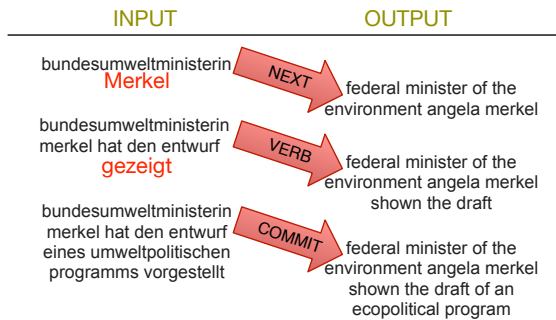 INPUT
OUTPUT
bundesumweltministerin
Merkel
NEXT
federal minister of the
environment angela merkel
bundesumweltministerin
merkel hat den entwurf
gezeigt
VERB
federal minister of the
environment angela merkel
shown the draft
bundesumweltministerin
merkel hat den entwurf
eines umweltpolitischen
programms vorgestellt
COMMIT
federal minister of the
environment angela merkel
shown the draft of an
ecopolitical program